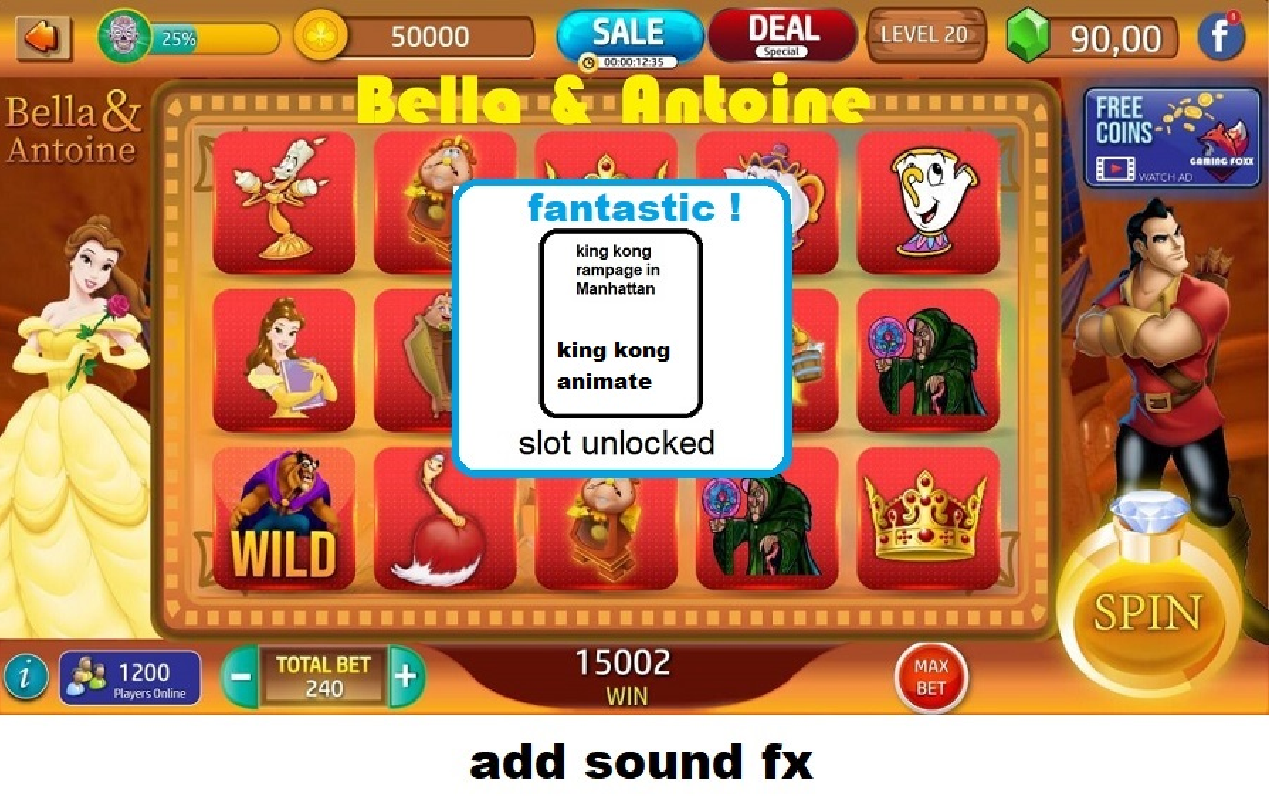 25%
50000
SALE
00:00:12:35
DEAL
Special
LEVEL 20
90,00
f
1
Bella & Antoine
Bella &
Antoine
FREE
COINS
GAMING FOXX
WATCH AD
fantastic !
king kong
rampage in
Manhattan
king kong
animate
slot unlocked
WILD
SPIN
i
1200
Players Online
-
TOTAL BET
240
+
15002
WIN
MAX
BET
add sound fx